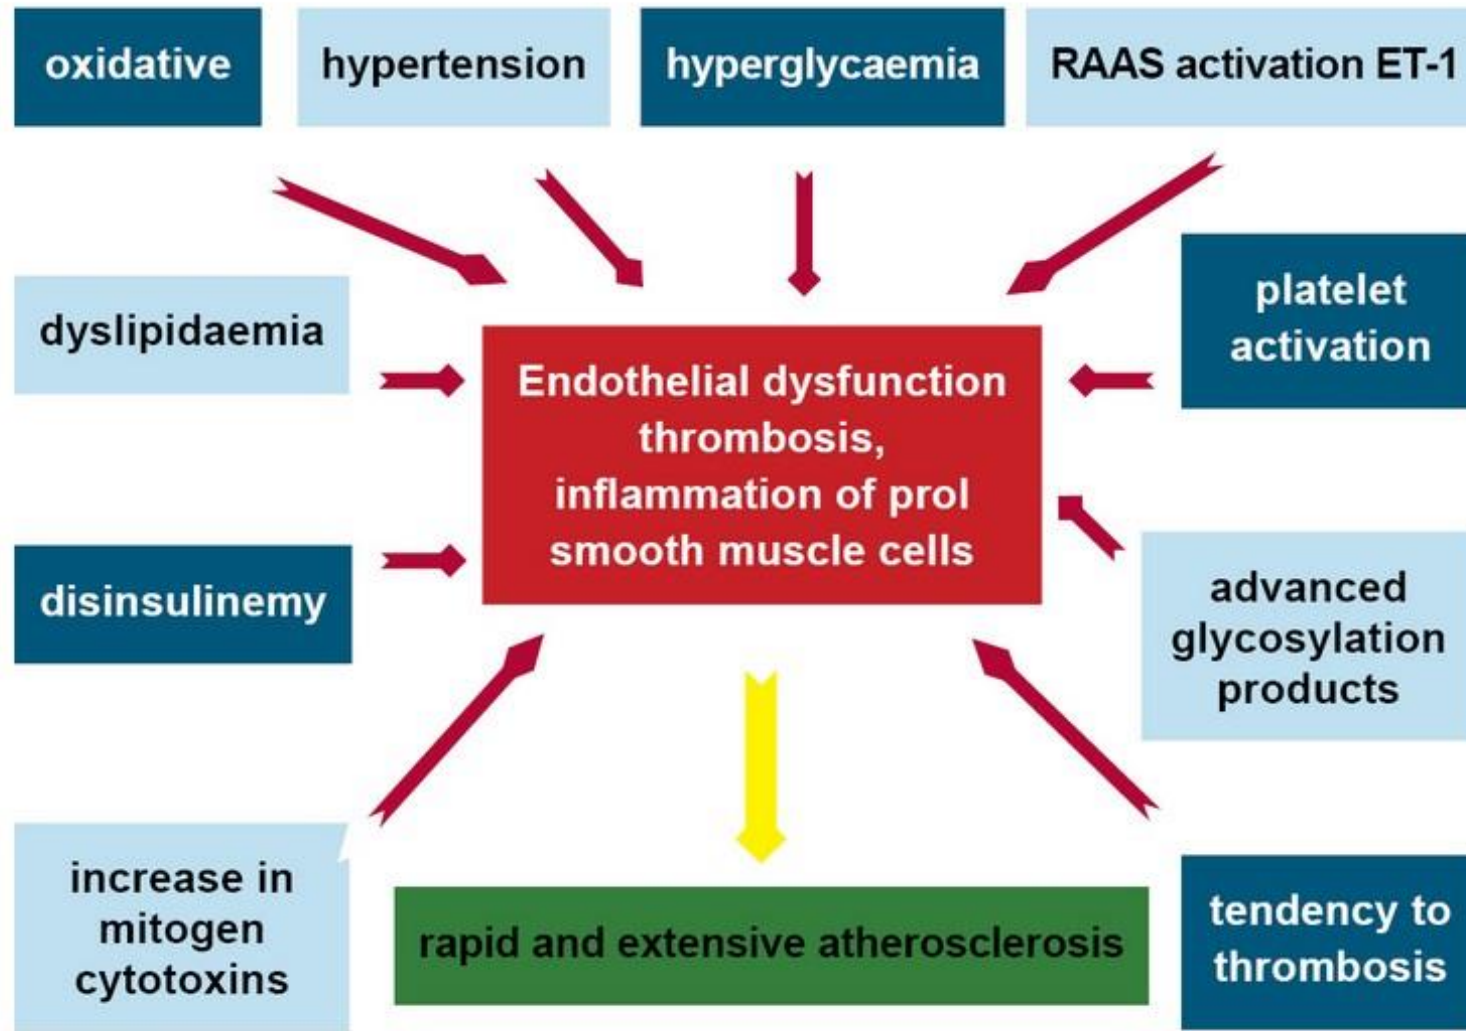 oxidative
hypertension
hyperglycaemia
RAAS activation ET-1
dyslipidaemia
platelet
activation
Endothelial dysfunction
thrombosis,
inflammation of prol
smooth muscle cells
disinsulinemy
advanced
glycosylation
products
increase in
mitogen
cytotoxins
rapid and extensive atherosclerosis
tendency to
thrombosis